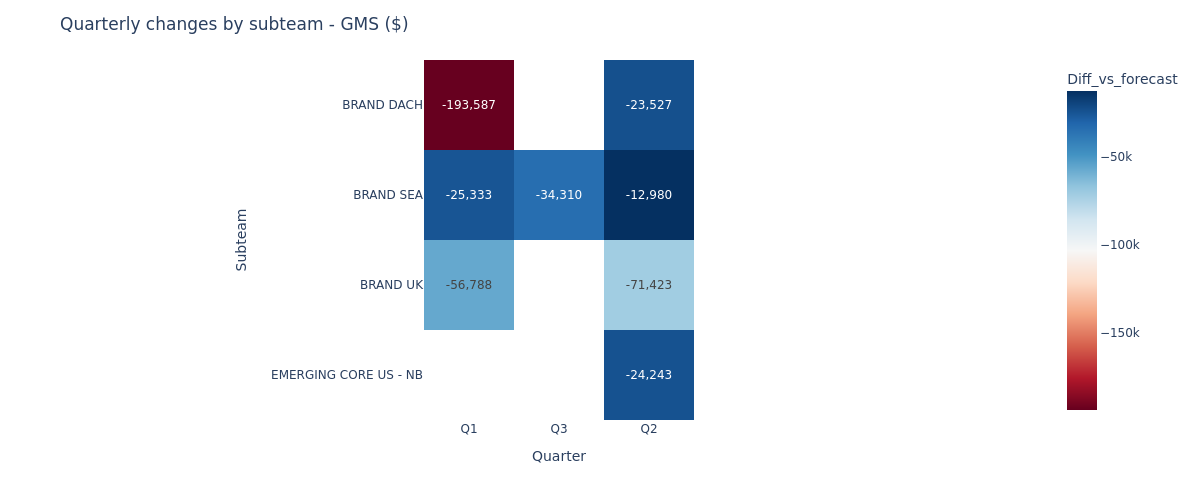 Quarterly changes by subteam - GMS ($)
Diff_vs_forecast
BRAND DACH -193,587 -23,527
BRAND SEA -25,333 -34,310 -12,980
BRAND UK -56,788 -71,423
EMERGING CORE US - NB -24,243
Q1 Q3 Q2
Quarter
Subteam
−50k
−100k
−150k